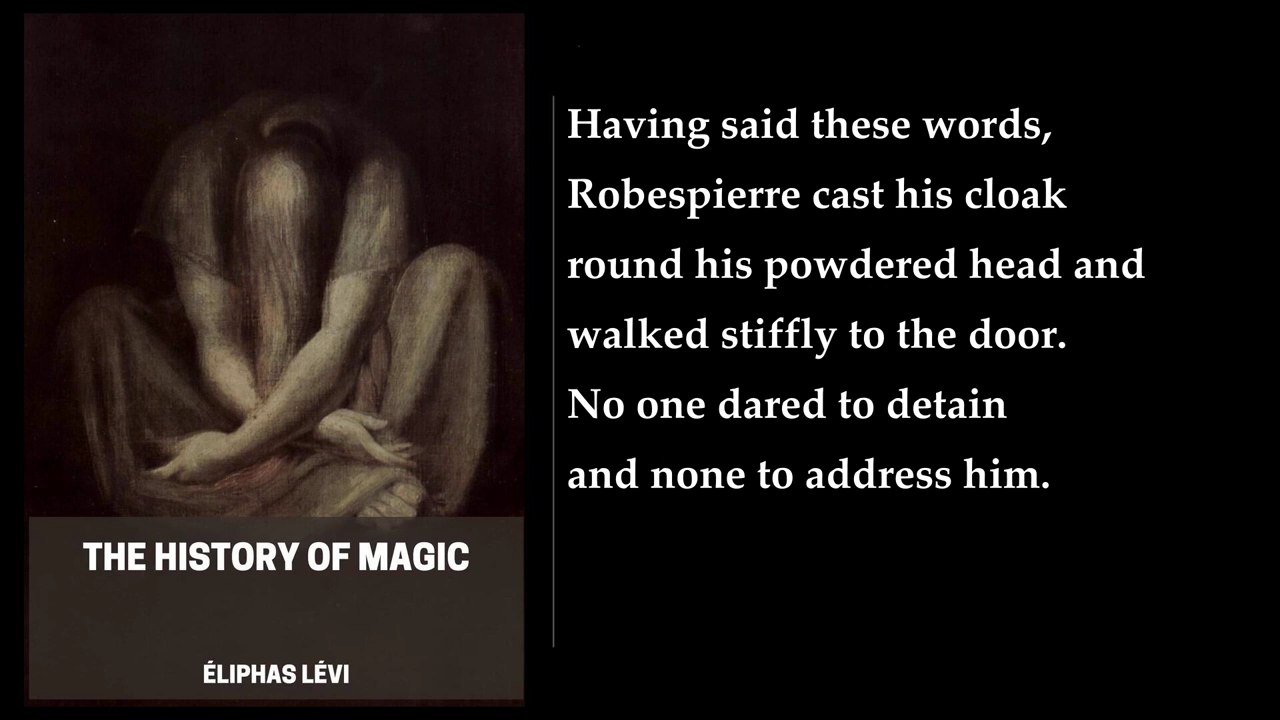 THE HISTORY OF MAGIC
ÉLIPHAS LÉVI
Having said these words,
Robespierre cast his cloak
round his powdered head and
walked stiffly to the door.
No one dared to detain
and none to address him.